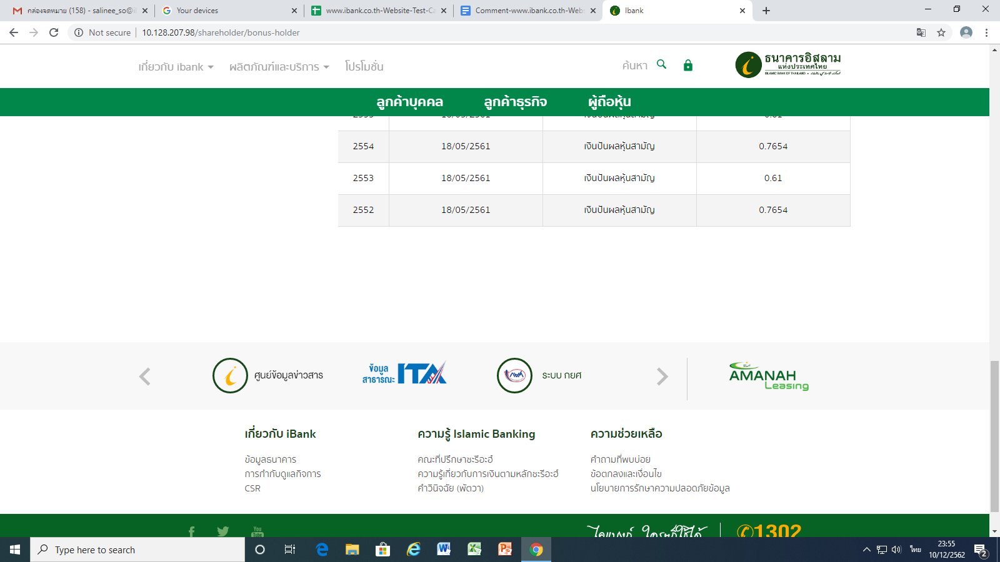 กล่องจดหมาย (158) - salinee_so@i
Your devices
www.ibank.co.th-Website-Test-Ca
Comment-www.ibank.co.th-Webs
Ibank
Not secure
10.128.207.98/shareholder/bonus-holder
เกี่ยวกับ ibank
ผลิตภัณฑ์และบริการ
โปรโมชั่น
ค้นหา
ธนาคารอิสลาม
แห่งประเทศไทย
ISLAMIC BANK OF THAILAND
ลูกค้าบุคคล
ลูกค้าธุรกิจ
ผู้ถือหุ้น
2554 18/05/2561 เงินปันผลหุ้นสามัญ 0.7654
2553 18/05/2561 เงินปันผลหุ้นสามัญ 0.61
2552 18/05/2561 เงินปันผลหุ้นสามัญ 0.7654
ศูนย์ข้อมูลข่าวสาร
ข้อมูล
สาธารณะ ITA
ระบบ กยศ
AMANAH
Leasing
เกี่ยวกับ iBank
ข้อมูลธนาคาร
การกำกับดูแลกิจการ
CSR
ความรู้ Islamic Banking
คณะที่ปรึกษาชะรีอะฮ์
ความรู้เกี่ยวกับการเงินตามหลักชะรีอะฮ์
คำวินิจฉัย (ฟัตวา)
ความช่วยเหลือ
คำถามที่พบบ่อย
ข้อตกลงและเงื่อนไข
นโยบายการรักษาความปลอดภัยข้อมูล
You
1302
Type here to search
ไทย
23:55
10/12/2562
2